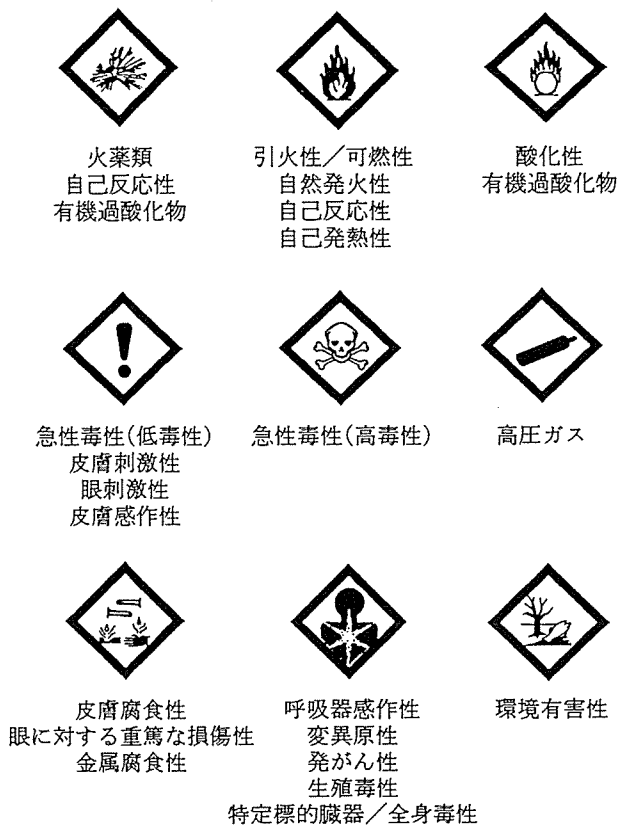 火薬類
自己反応性
有機過酸化物
引火性／可燃性
自然発火性
自己反応性
自己発熱性
酸化性
有機過酸化物
急性毒性(低毒性)
皮膚刺激性
眼刺激性
皮膚感作性
急性毒性(高毒性)
高圧ガス
皮膚腐食性
眼に対する重篤な損傷性
金属腐食性
呼吸器感作性
変異原性
発がん性
生殖毒性
特定標的臓器／全身毒性
環境有害性